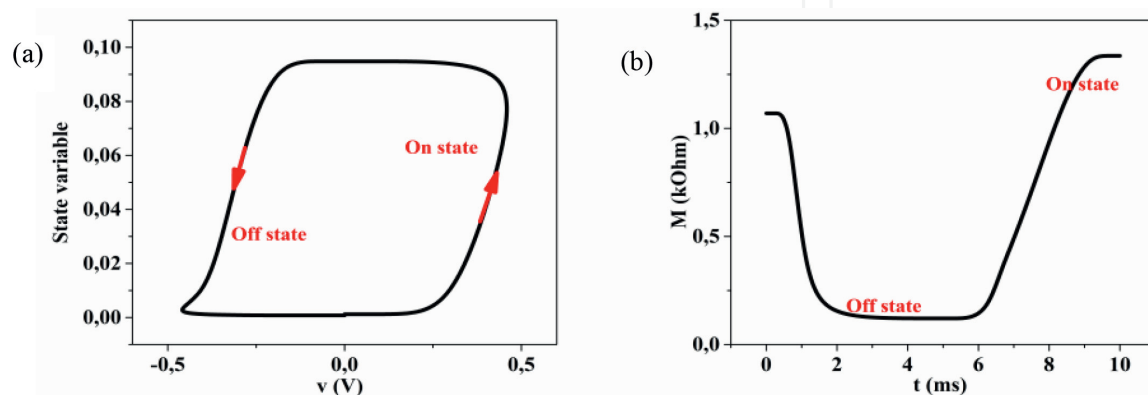 (a)
State variable
0,10
0,08
0,06
0,04
0,02
0,00
On state
Off state
-0,5
0,0
0,5
v (V)
(b)
M (kOhm)
1,5
1,0
0,5
0,0
On state
Off state
0
2
4
6
8
10
t (ms)